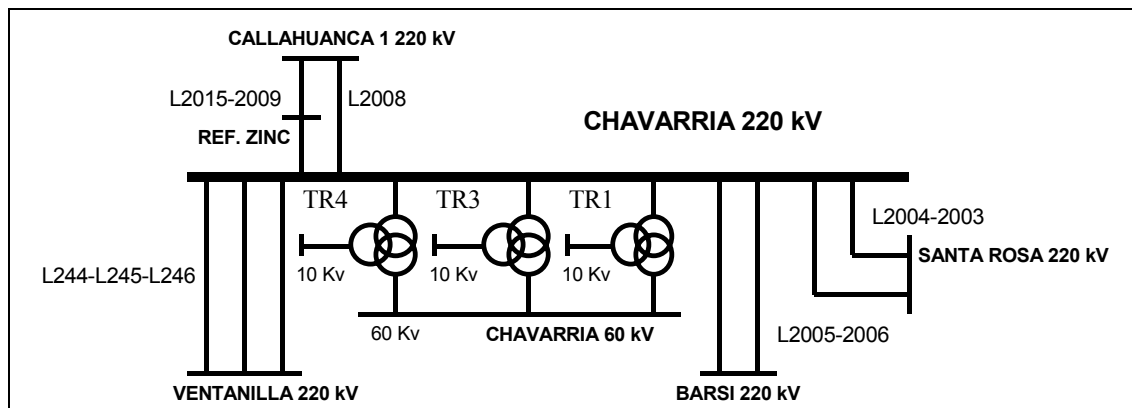 CALLAHUANCA 1 220 kV
L2015-2009
L2008
REF. ZINC
CHAVARRIA 220 kV
TR4
TR3
TR1
L2004-2003
SANTA ROSA 220 kV
10 Kv
10 Kv
10 Kv
L244-L245-L246
60 Kv
CHAVARRIA 60 kV
L2005-2006
VENTANILLA 220 kV
BARSI 220 kV